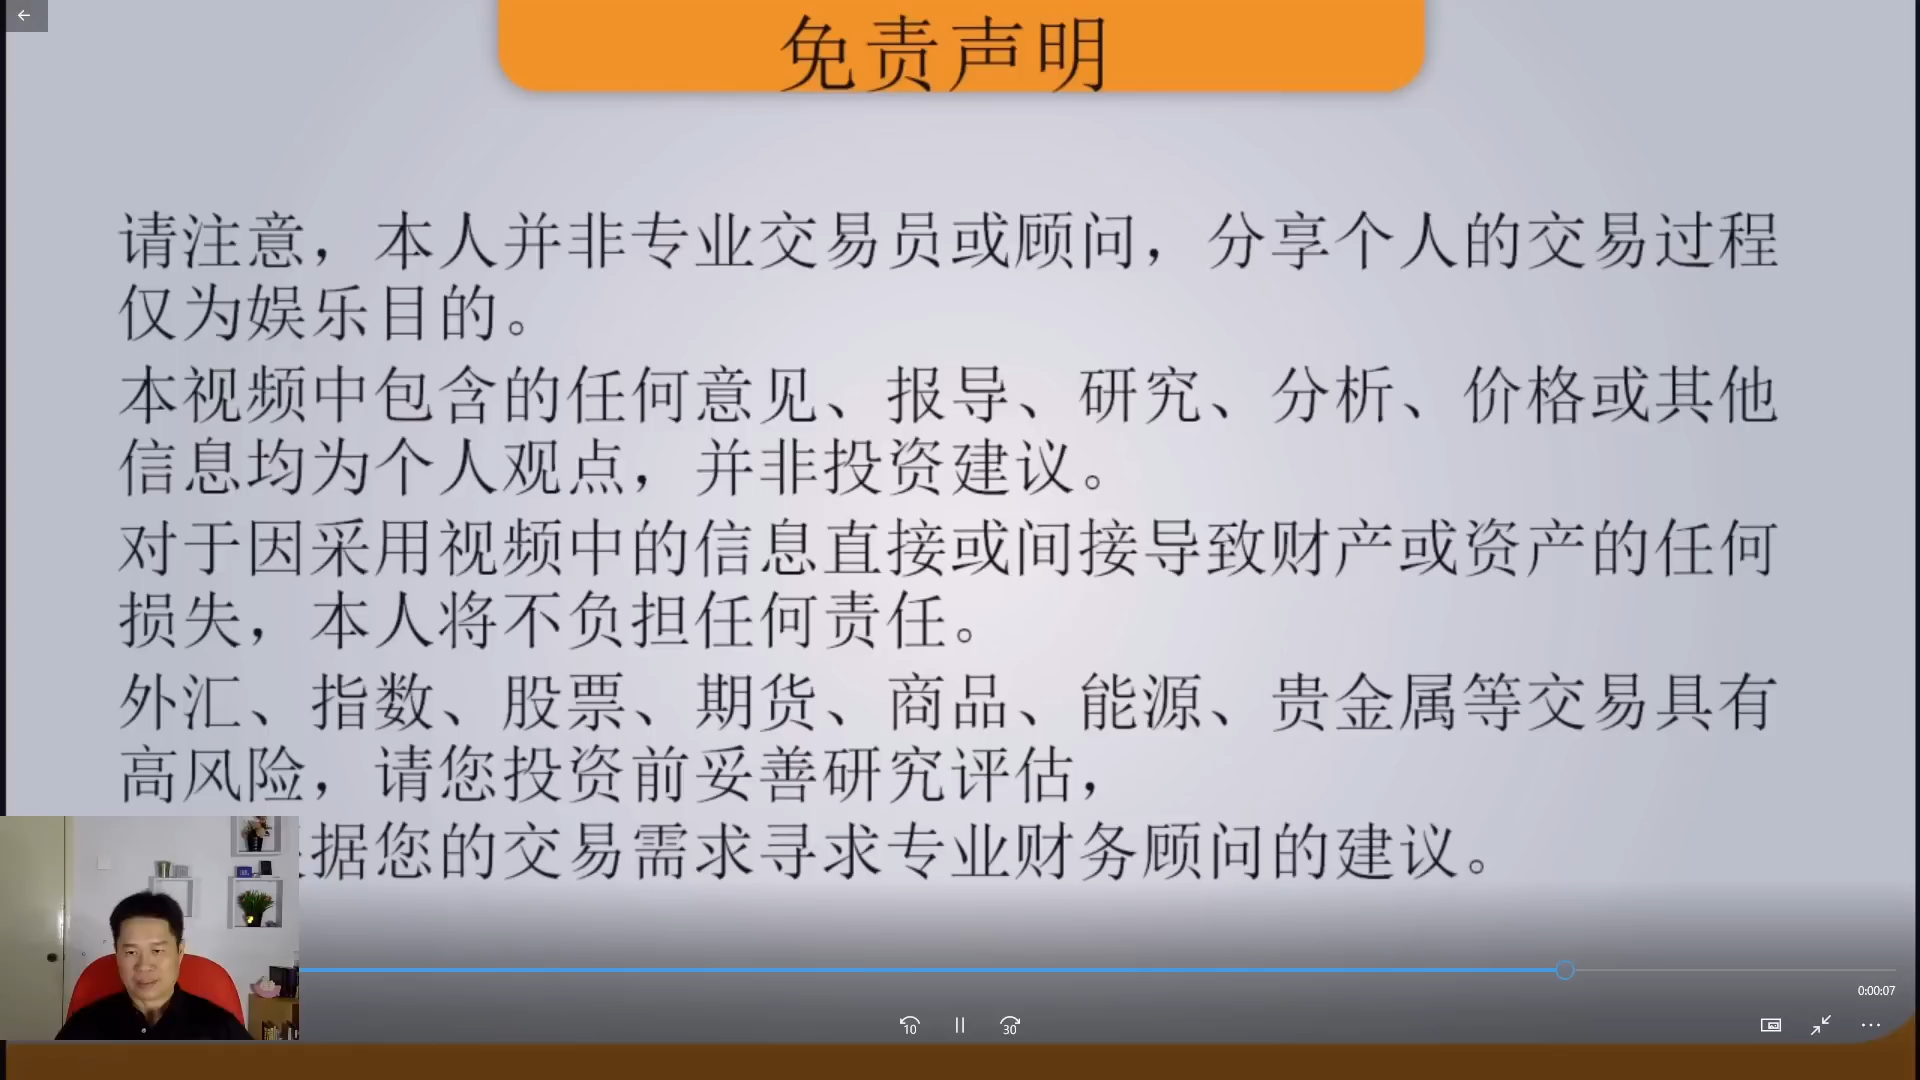 免责声明
请注意，本人并非专业交易员或顾问，分享个人的交易过程
仅为娱乐目的。
本视频中包含的任何意见、报导、研究、分析、价格或其他
信息均为个人观点，并非投资建议。
对于因采用视频中的信息直接或间接导致财产或资产的任何
损失，本人将不负担任何责任。
外汇、指数、股票、期货、商品、能源、贵金属等交易具有
高风险，请您投资前妥善研究评估，
据您的交易需求寻求专业财务顾问的建议。
0:00:07
10
30